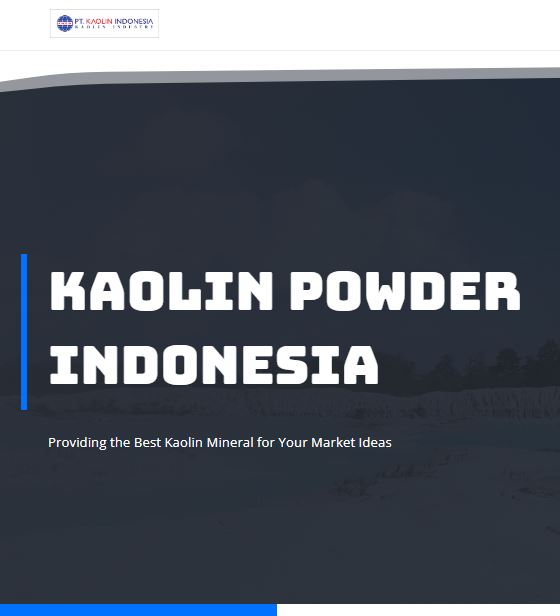 PT. KAOLIN INDONESIA
KAOLIN INDUSTRY
KAOLIN POWDER
INDONESIA
Providing the Best Kaolin Mineral for Your Market Ideas